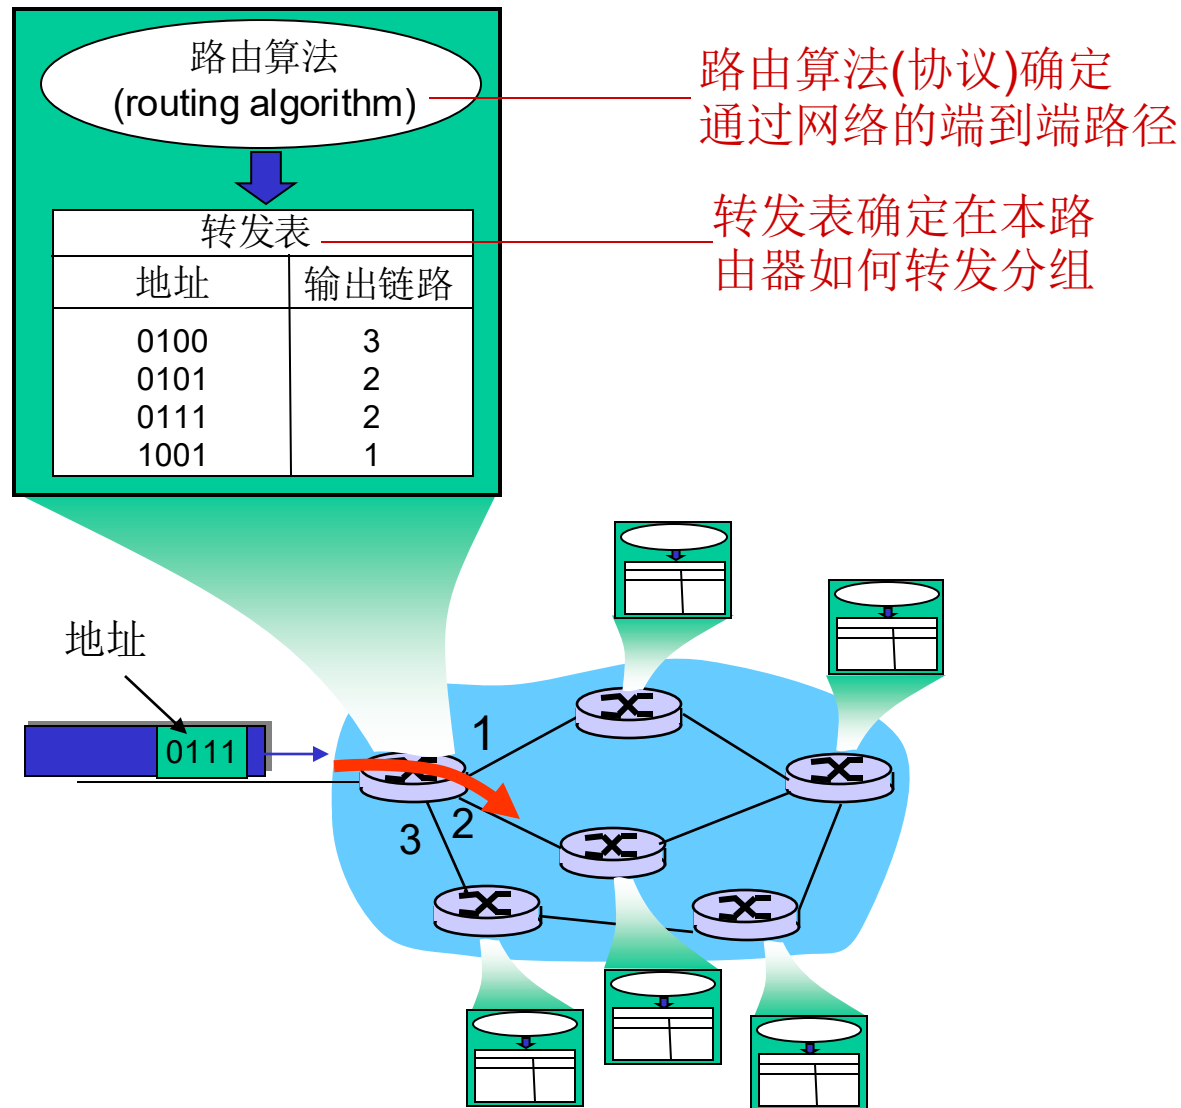 路由算法
(routing algorithm)
路由算法(协议)确定
通过网络的端到端路径
转发表
转发表确定在本路
由器如何转发分组
地址 输出链路
0100 3
0101 2
0111 2
1001 1
地址
0111
1
2
3